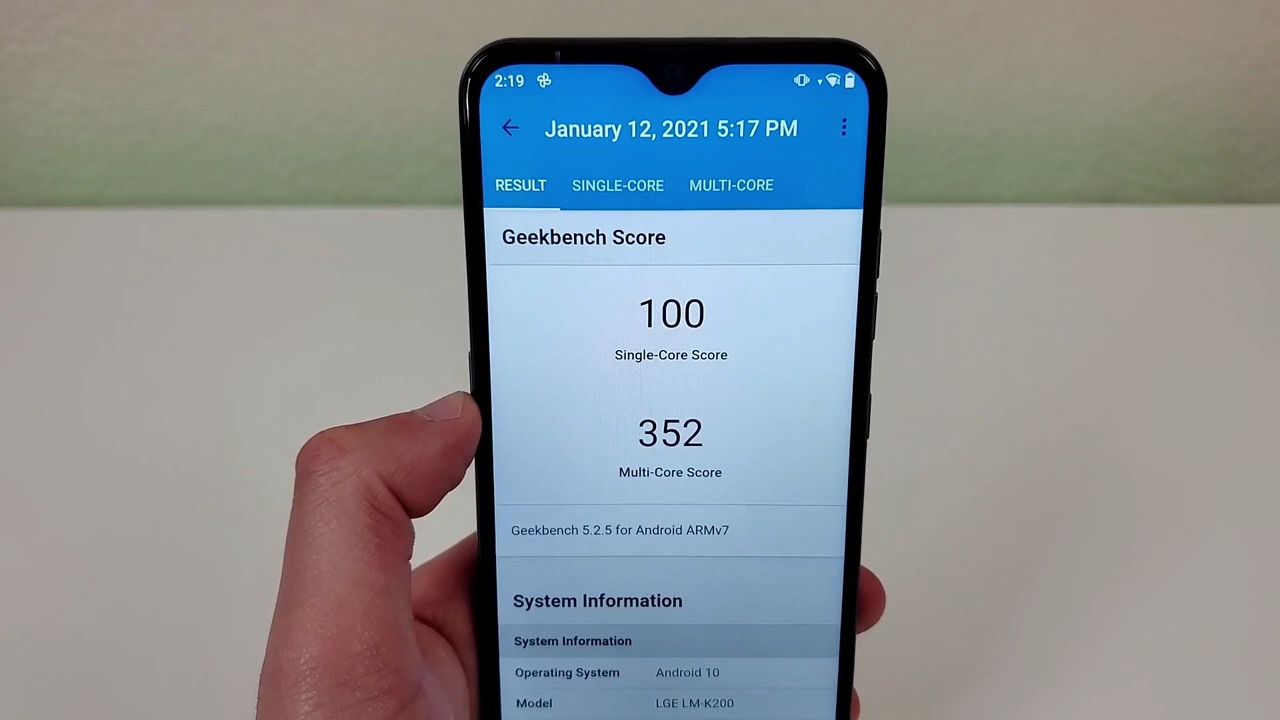 2:19
January 12, 2021 5:17 PM
RESULT SINGLE-CORE MULTI-CORE
Geekbench Score
100
Single-Core Score
352
Multi-Core Score
Geekbench 5.2.5 for Android ARMv7
System Information
System Information
Operating System Android 10
Model LGE LM-K200